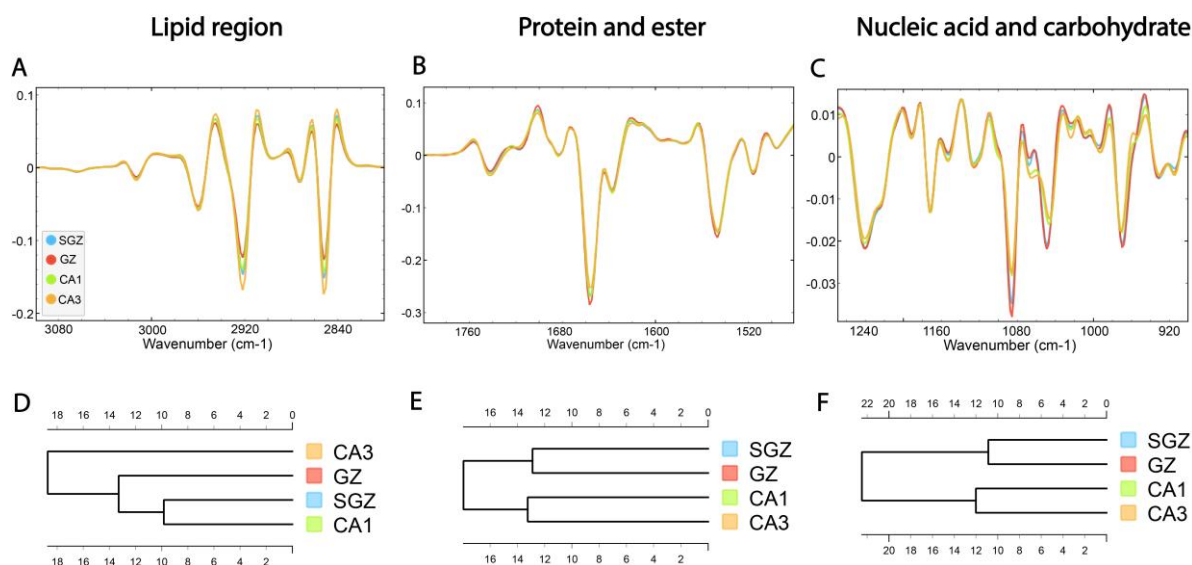 Lipid region
Protein and ester
Nucleic acid and carbohydrate
A
0.1
0
-0.1
-0.2
SGZ
GZ
CA1
CA3
3080 3000 2920 2840
Wavenumber (cm-1)
B
0.1
0
-0.1
-0.2
-0.3
1760 1680 1600 1520
Wavenumber (cm-1)
C
0.01
0
-0.01
-0.02
-0.03
1240 1160 1080 1000 920
Wavenumber (cm-1)
D
18 16 14 12 10 8 6 4 2 0
CA3
GZ
SGZ
CA1
18 16 14 12 10 8 6 4 2 0
E
16 14 12 10 8 6 4 2 0
SGZ
GZ
CA1
CA3
16 14 12 10 8 6 4 2 0
F
22 20 18 16 14 12 10 8 6 4 2 0
SGZ
GZ
CA1
CA3
20 18 16 14 12 10 8 6 4 2 0